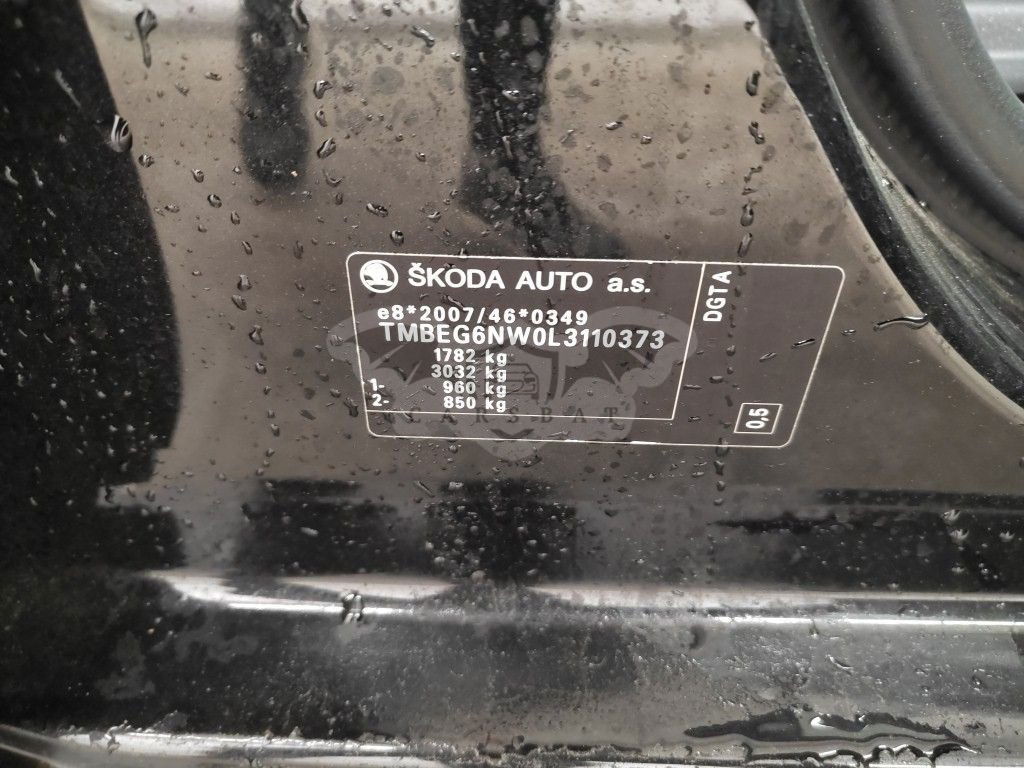 ŠKODA AUTO a.s.
e8*2007/46*0349
TMBEG6NW0L3110373
1782 kg
3032 kg
1- 960 kg
2- 850 kg
DGTA
0,5
CARSBAT